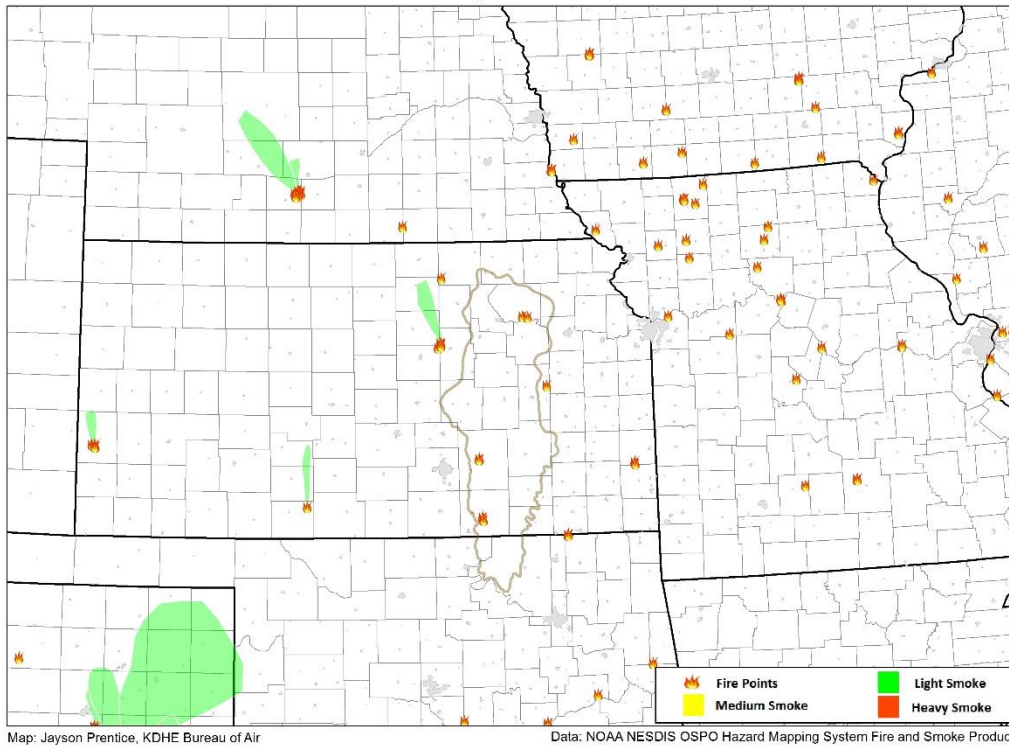 Fire Points
Light Smoke
Medium Smoke
Heavy Smoke
Map: Jayson Prentice, KDHE Bureau of Air
Data: NOAA NESDIS OSPO Hazard Mapping System Fire and Smoke Produc